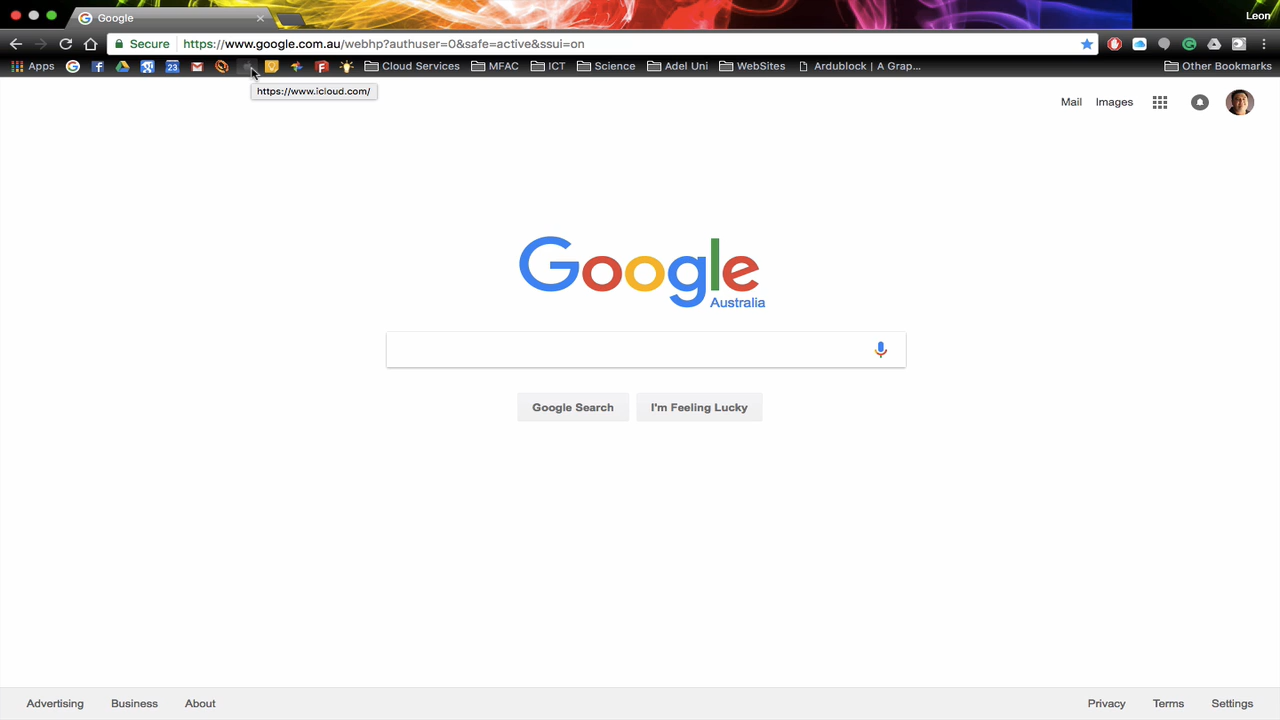 Google
Leon
Secure
https://www.google.com.au/webhp?authuser=0&safe=active&ssui=on
Apps
23
Cloud Services
MFAC
ICT
Science
Adel Uni
WebSites
Ardublock | A Grap...
Other Bookmarks
https://www.icloud.com/
Mail
Images
Google
Australia
Google Search
I'm Feeling Lucky
Advertising
Business
About
Privacy
Terms
Settings